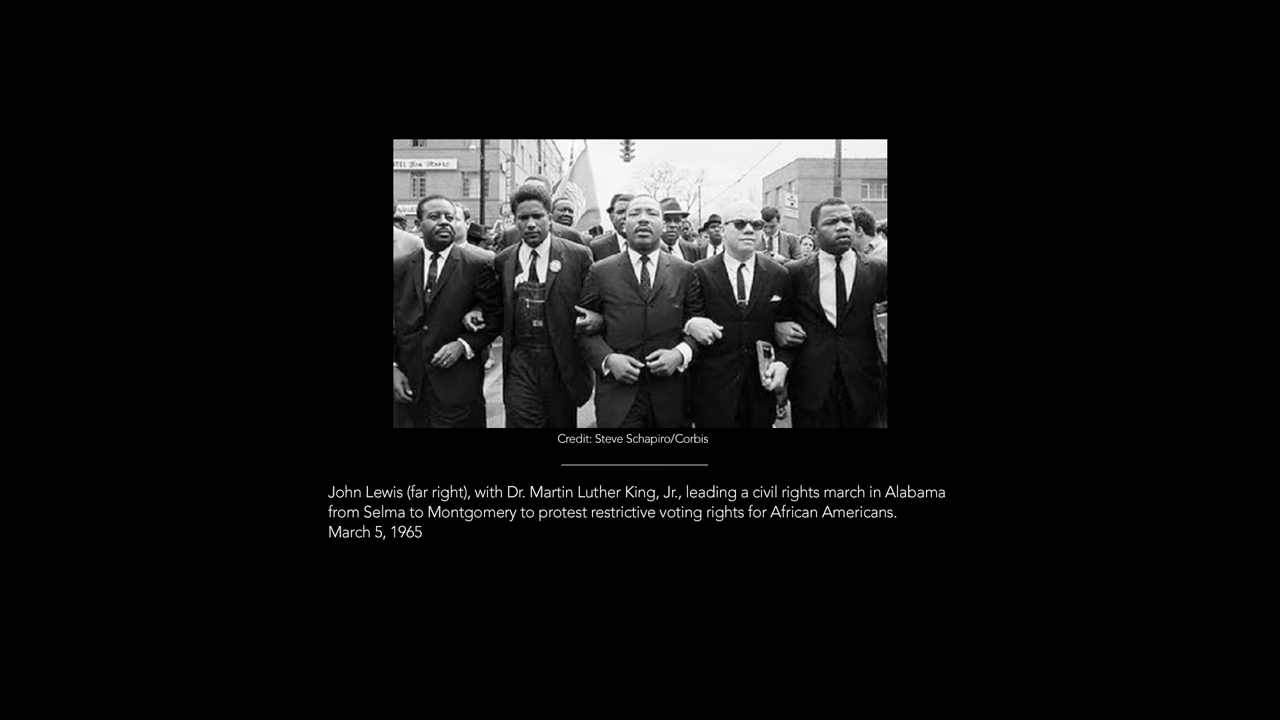 Credit: Steve Schapiro/Corbis
John Lewis (far right), with Dr. Martin Luther King, Jr., leading a civil rights march in Alabama
from Selma to Montgomery to protest restrictive voting rights for African Americans.
March 5, 1965